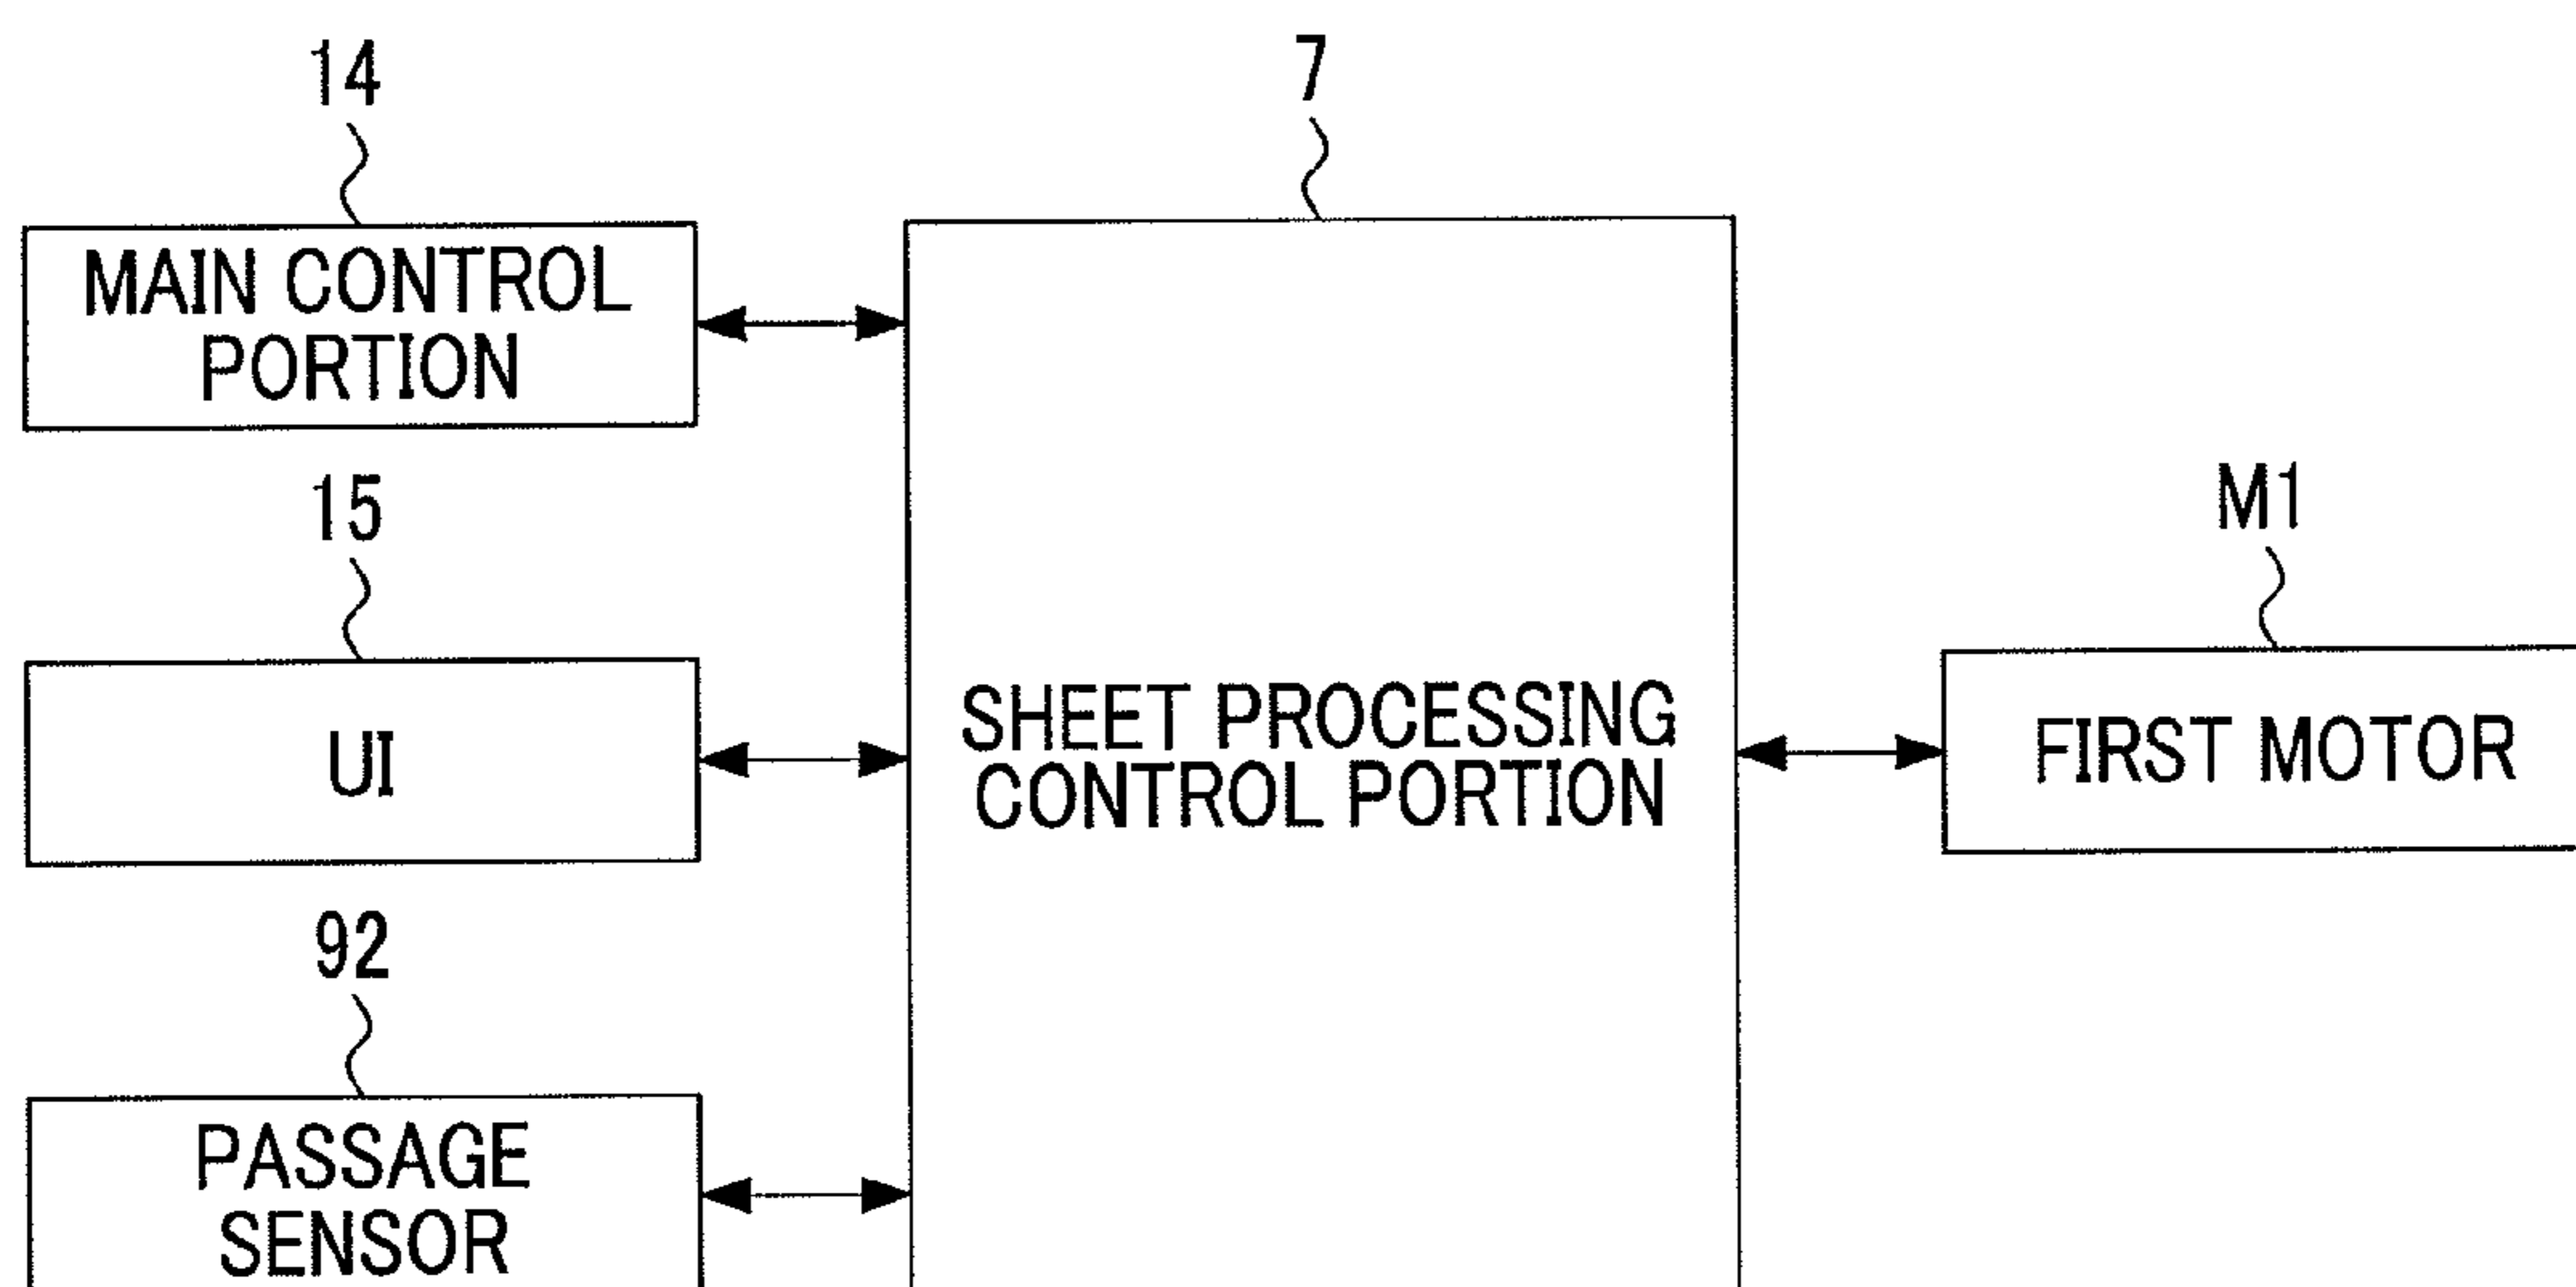 14
MAIN CONTROL
PORTION
15
UI
92
PASSAGE
SENSOR
7
SHEET PROCESSING
CONTROL PORTION
M1
FIRST MOTOR